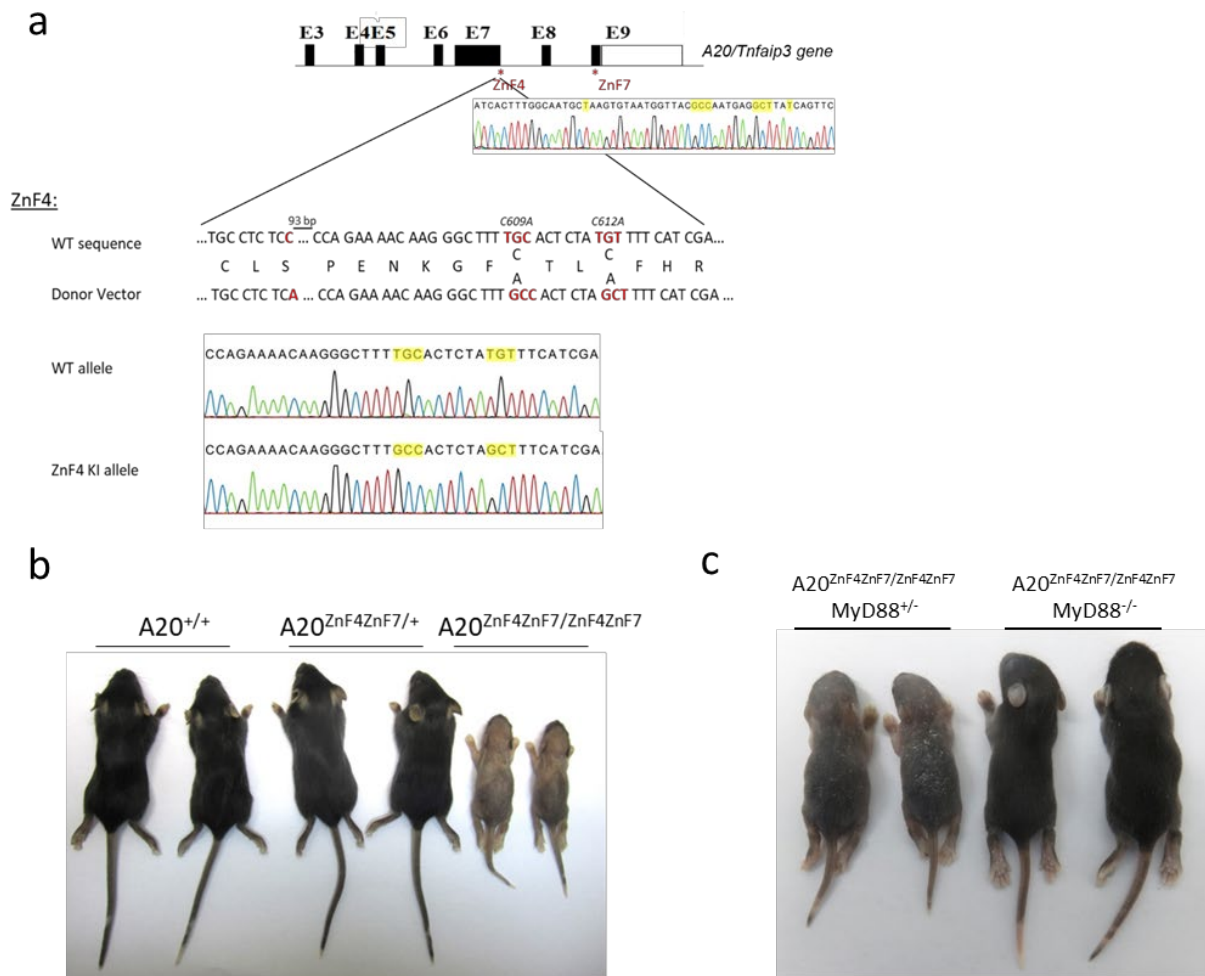 a
E3 E4 E5 E6 E7 E8 E9
A20/Tnfaip3 gene
* *
ZnF4 ZnF7
ATCACTTTGGCAATGCTAAGTGTAATGGTTACGCCAATGAGGCTTATCAGTTC
ZnF4:
93 bp C609A C612A
WT sequence ...TGC CTC TCC ... CCA GAA AAC AAG GGC TTT TGC ACT CTA TGT TTT CAT CGA...
C L S P E N K G F C T L C F H R
A A
Donor Vector ... TGC CTC TCA ... CCA GAA AAC AAG GGC TTT GCC ACT CTA GCT TTT CAT CGA ...
CCAGAAAACAAGGGCTTTTGCACTCTATGTTTCATCGA
WT allele
CCAGAAAACAAGGGCTTTGCCACTCTAGCTTTCATCGA
ZnF4 KI allele
b
A20+/+ A20ZnF4ZnF7/+ A20ZnF4ZnF7/ZnF4ZnF7
c
A20ZnF4ZnF7/ZnF4ZnF7 A20ZnF4ZnF7/ZnF4ZnF7
MyD88+/- MyD88-/-